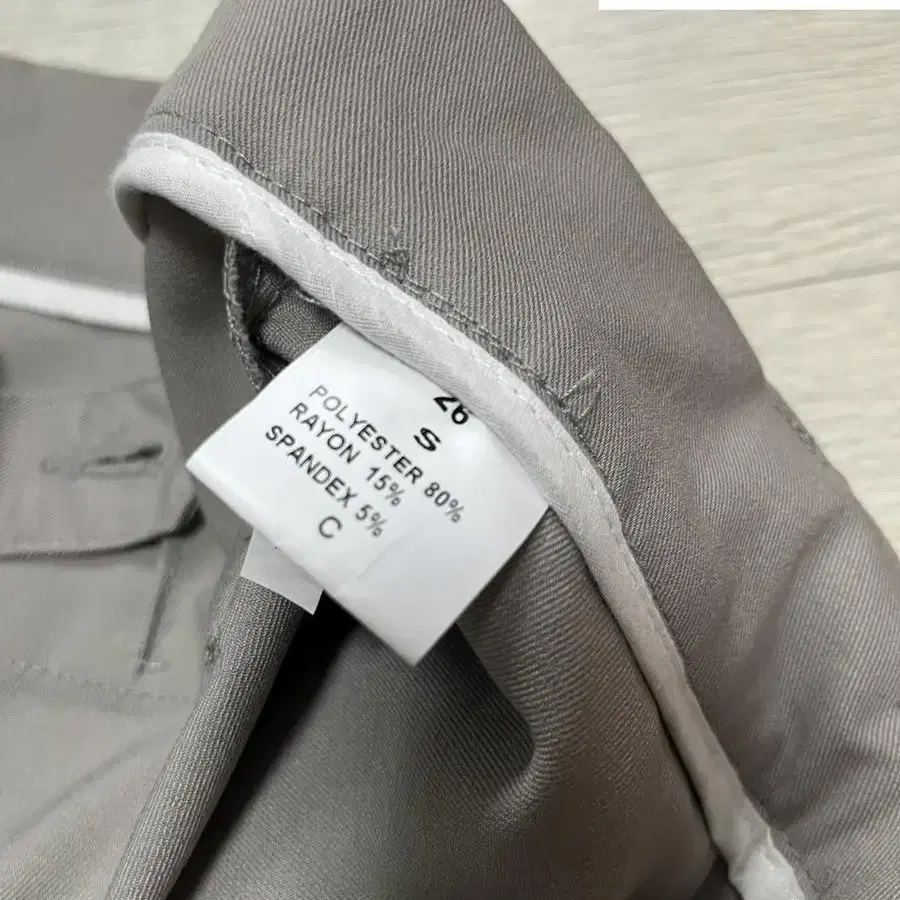 26
S
POLYESTER 80%
RAYON 15%
SPANDEX 5%
C